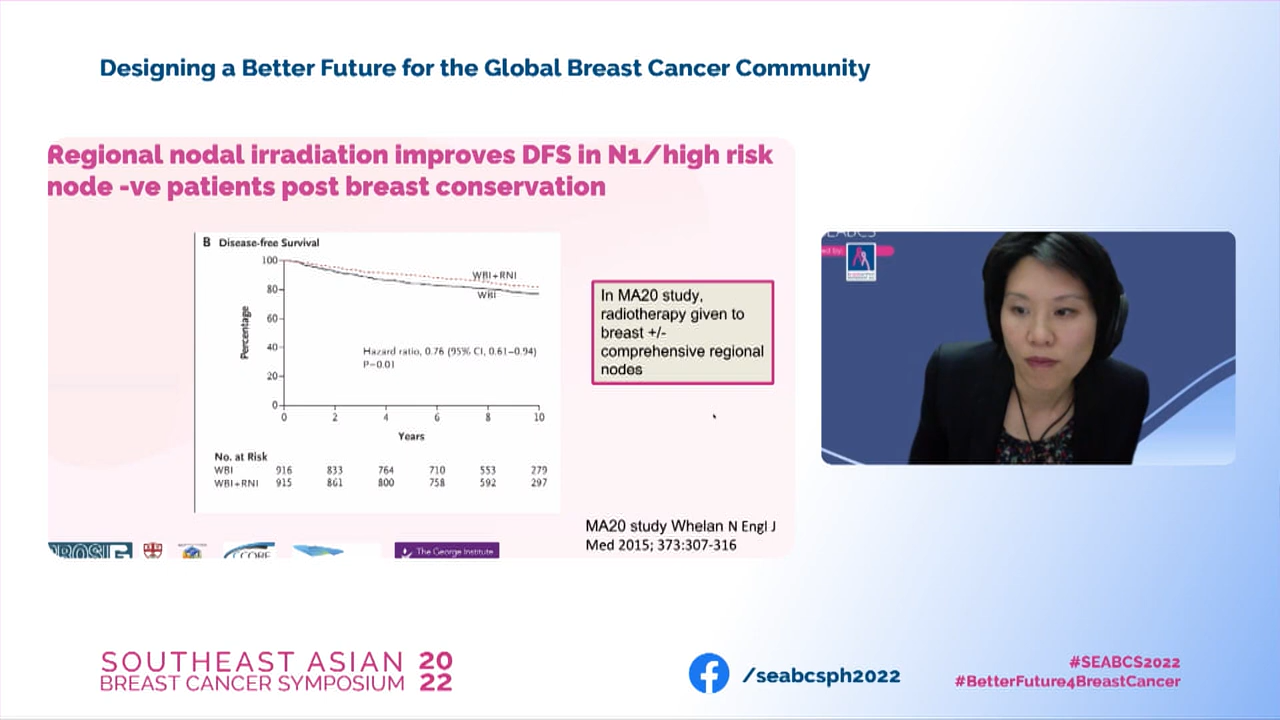 Designing a Better Future for the Global Breast Cancer Community
Regional nodal irradiation improves DFS in N1/high risk
node -ve patients post breast conservation
B Disease-free Survival
100
80
60
40
20
0
Percentage
WBI+RNI
WBI
Hazard ratio, 0.76 (95% CI, 0.61–0.94)
P=0.01
0 2 4 6 8 10
Years
No. at Risk
WBI 916 833 764 710 553 279
WBI+RNI 915 861 800 758 592 297
In MA20 study,
radiotherapy given to
breast +/-
comprehensive regional
nodes
MA20 study Whelan N Engl J
Med 2015; 373:307-316
CCORE
The George Institute
SEABCS
ed by:
SOUTHEAST ASIAN 20
BREAST CANCER SYMPOSIUM 22
/seabcsph2022
#SEABCS2022
#BetterFuture4BreastCancer